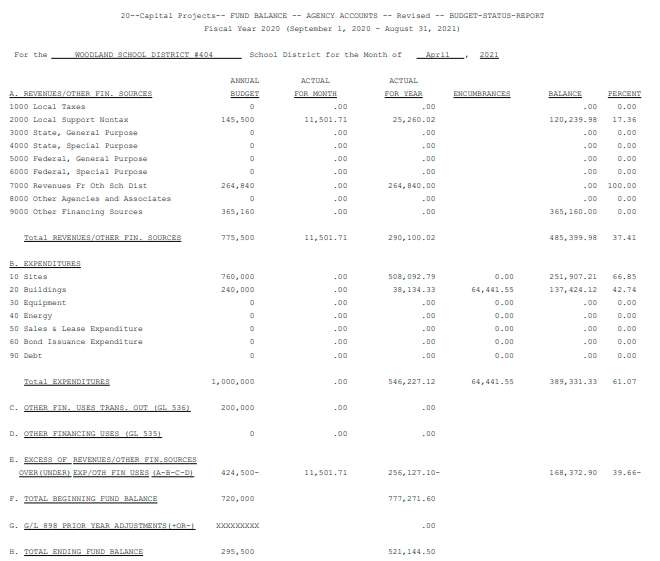 20--Capital Projects-- FUND BALANCE -- AGENCY ACCOUNTS -- Revised -- BUDGET-STATUS-REPORT
Fiscal Year 2020 (September 1, 2020 - August 31, 2021)
For the WOODLAND SCHOOL DISTRICT #404 School District for the Month of April , 2021
ANNUAL ACTUAL ACTUAL
A. REVENUES/OTHER FIN. SOURCES BUDGET FOR MONTH FOR YEAR ENCUMBRANCES BALANCE PERCENT
1000 Local Taxes 0 .00 .00 .00 0.00
2000 Local Support Nontax 145,500 11,501.71 25,260.02 120,239.98 17.36
3000 State, General Purpose 0 .00 .00 .00 0.00
4000 State, Special Purpose 0 .00 .00 .00 0.00
5000 Federal, General Purpose 0 .00 .00 .00 0.00
6000 Federal, Special Purpose 0 .00 .00 .00 0.00
7000 Revenues Fr Oth Sch Dist 264,840 .00 264,840.00 .00 100.00
8000 Other Agencies and Associates 0 .00 .00 .00 0.00
9000 Other Financing Sources 365,160 .00 .00 365,160.00 0.00
Total REVENUES/OTHER FIN. SOURCES 775,500 11,501.71 290,100.02 485,399.98 37.41
B. EXPENDITURES
10 Sites 760,000 .00 508,092.79 0.00 251,907.21 66.85
20 Buildings 240,000 .00 38,134.33 64,441.55 137,424.12 42.74
30 Equipment 0 .00 .00 0.00 .00 0.00
40 Energy 0 .00 .00 0.00 .00 0.00
50 Sales & Lease Expenditure 0 .00 .00 0.00 .00 0.00
60 Bond Issuance Expenditure 0 .00 .00 0.00 .00 0.00
90 Debt 0 .00 .00 0.00 .00 0.00
Total EXPENDITURES 1,000,000 .00 546,227.12 64,441.55 389,331.33 61.07
C. OTHER FIN. USES TRANS. OUT (GL 536) 200,000 .00 .00
D. OTHER FINANCING USES (GL 535) 0 .00 .00
E. EXCESS OF REVENUES/OTHER FIN.SOURCES
OVER(UNDER) EXP/OTH FIN USES (A-B-C-D) 424,500- 11,501.71 256,127.10- 168,372.90 39.66-
F. TOTAL BEGINNING FUND BALANCE 720,000 777,271.60
G. G/L 898 PRIOR YEAR ADJUSTMENTS(+OR-) XXXXXXXXX .00
H. TOTAL ENDING FUND BALANCE 295,500 521,144.50